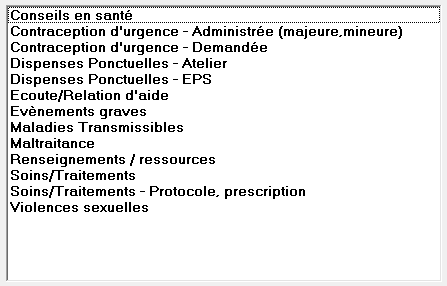 Conseils en santé
Contraception d'urgence - Administrée (majeure,mineure)
Contraception d'urgence - Demandée
Dispenses Ponctuelles - Atelier
Dispenses Ponctuelles - EPS
Ecoute/Relation d'aide
Evènements graves
Maladies Transmissibles
Maltraitance
Renseignements / ressources
Soins/Traitements
Soins/Traitements - Protocole, prescription
Violences sexuelles